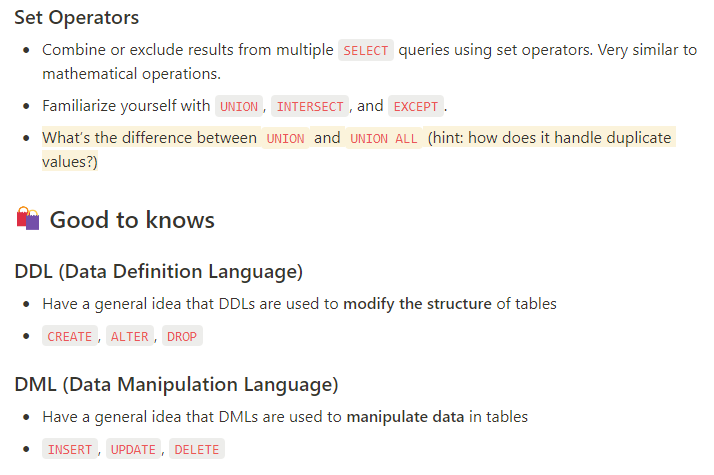 Set Operators
• Combine or exclude results from multiple SELECT queries using set operators. Very similar to
mathematical operations.
• Familiarize yourself with UNION, INTERSECT, and EXCEPT.
• What's the difference between UNION and UNION ALL (hint: how does it handle duplicate
values?)
🛍️ Good to knows
DDL (Data Definition Language)
• Have a general idea that DDLs are used to modify the structure of tables
• CREATE, ALTER, DROP
DML (Data Manipulation Language)
• Have a general idea that DMLs are used to manipulate data in tables
• INSERT, UPDATE, DELETE